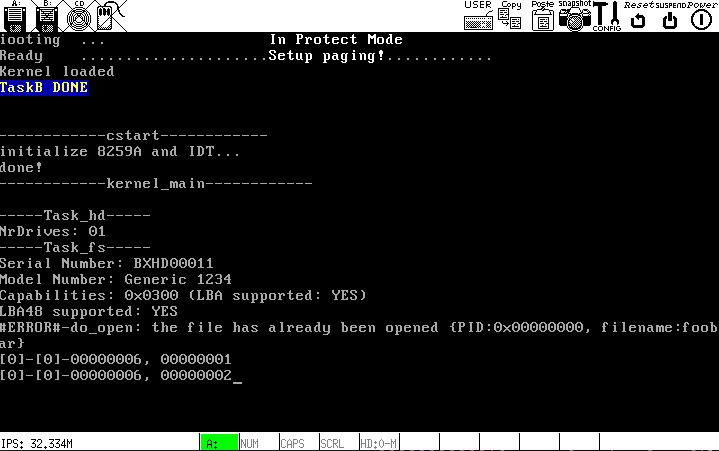 A: B: CD USER Copy Paste snapshot CONFIG Reset SUSPEND Power
iooting ... In Protect Mode
Ready .....................Setup paging!............
Kernel loaded
TaskB DONE
------------cstart------------
initialize 8259A and IDT...
done!
------------kernel_main------------
-----Task_hd-----
NrDrives: 01
-----Task_fs-----
Serial Number: BXHD00011
Model Number: Generic 1234
Capabilities: 0x0300 (LBA supported: YES)
LBA48 supported: YES
#ERROR#-do_open: the file has already been opened {PID:0x00000000, filename:foob
ar}
[0]-[0]-00000006, 00000001
[0]-[0]-00000006, 00000002_
IPS: 32.334M A: NUM CAPS SCRL HD:0-M